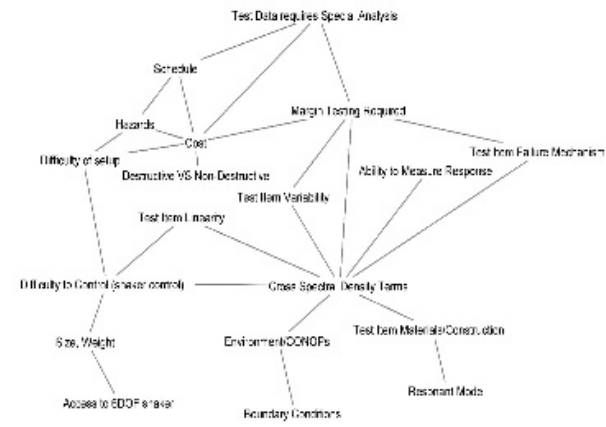 Test Data requires Special Analysis
Schedule
Margin Testing Required
Hazards
Cost
Difficulty of setup
Test Item Failure Mechanism
Destructive VS Non-Destructive
Ability to Measure Response
Test Item Variability
Test Item Linearity
Difficulty to Control (shaker control)
Cross Spectral Density Terms
Size, Weight
Environment/CONOPs
Test Item Materials/Construction
Access to 6DOF shaker
Resonant Mode
Boundary Conditions